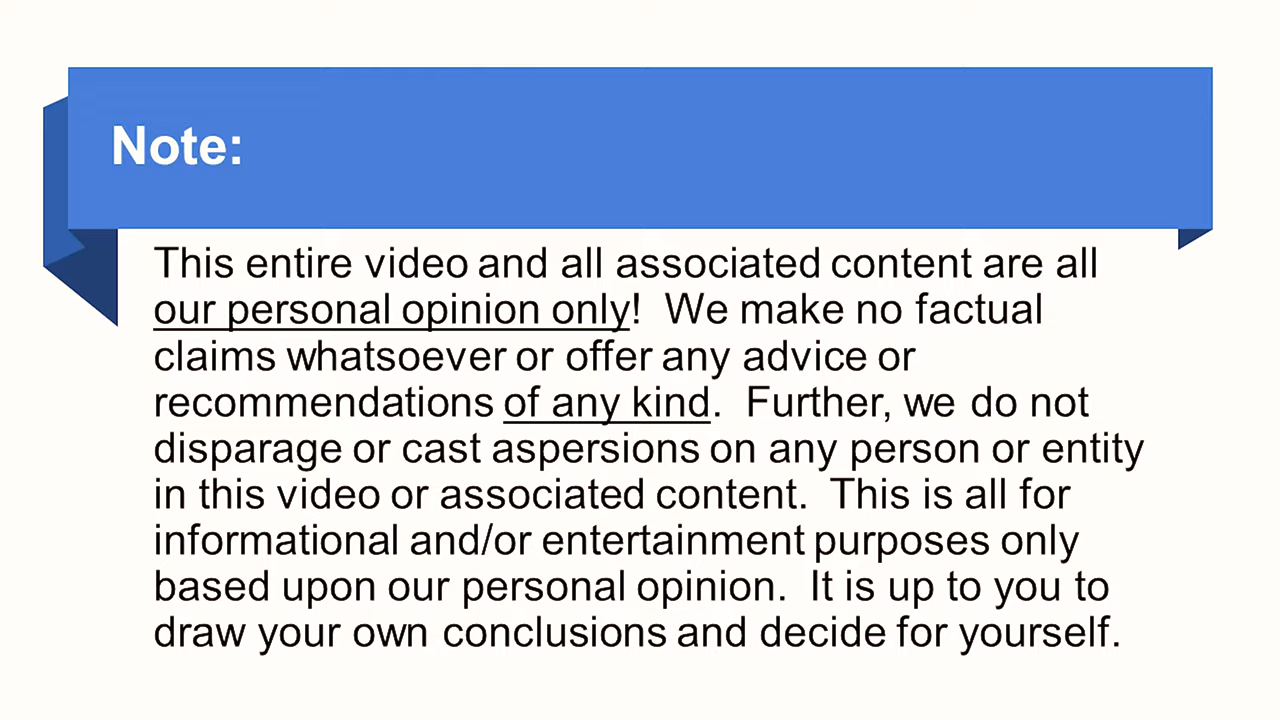 Note:
This entire video and all associated content are all
our personal opinion only!  We make no factual
claims whatsoever or offer any advice or
recommendations of any kind.  Further, we do not
disparage or cast aspersions on any person or entity
in this video or associated content.  This is all for
informational and/or entertainment purposes only
based upon our personal opinion.  It is up to you to
draw your own conclusions and decide for yourself.